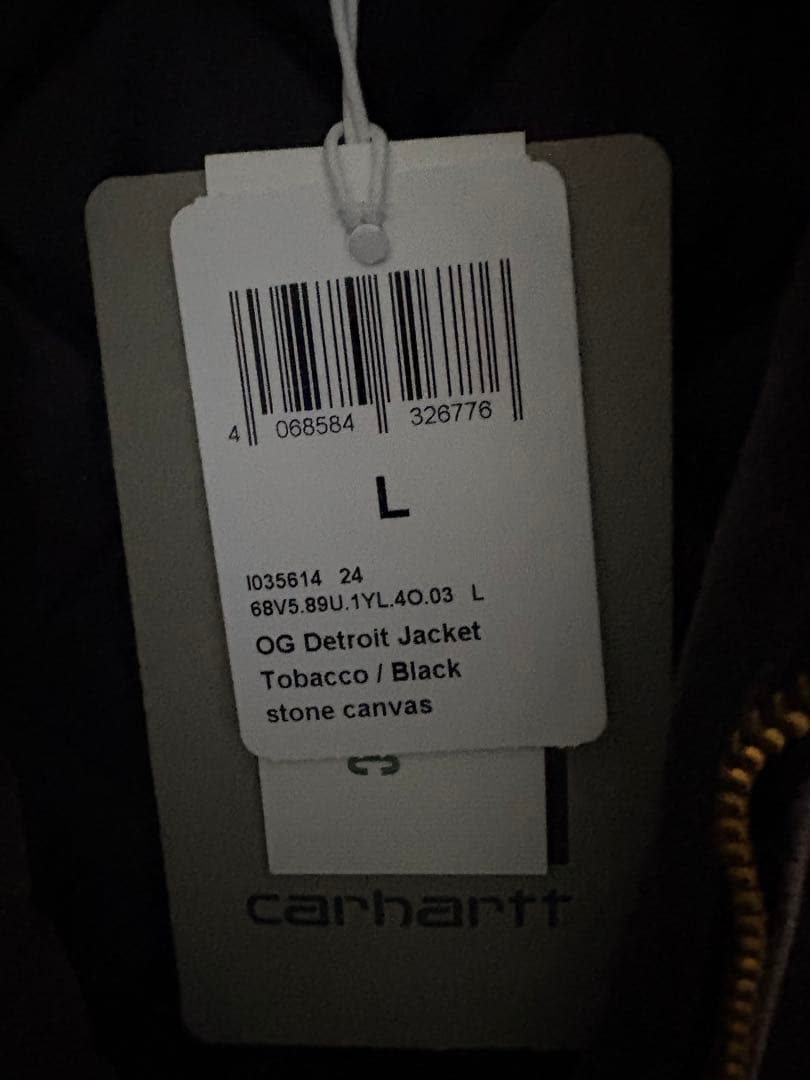 4 068584 326776
L
I035614 24
68V5.89U.1YL.4O.03 L
OG Detroit Jacket
Tobacco / Black
stone canvas
carhartt